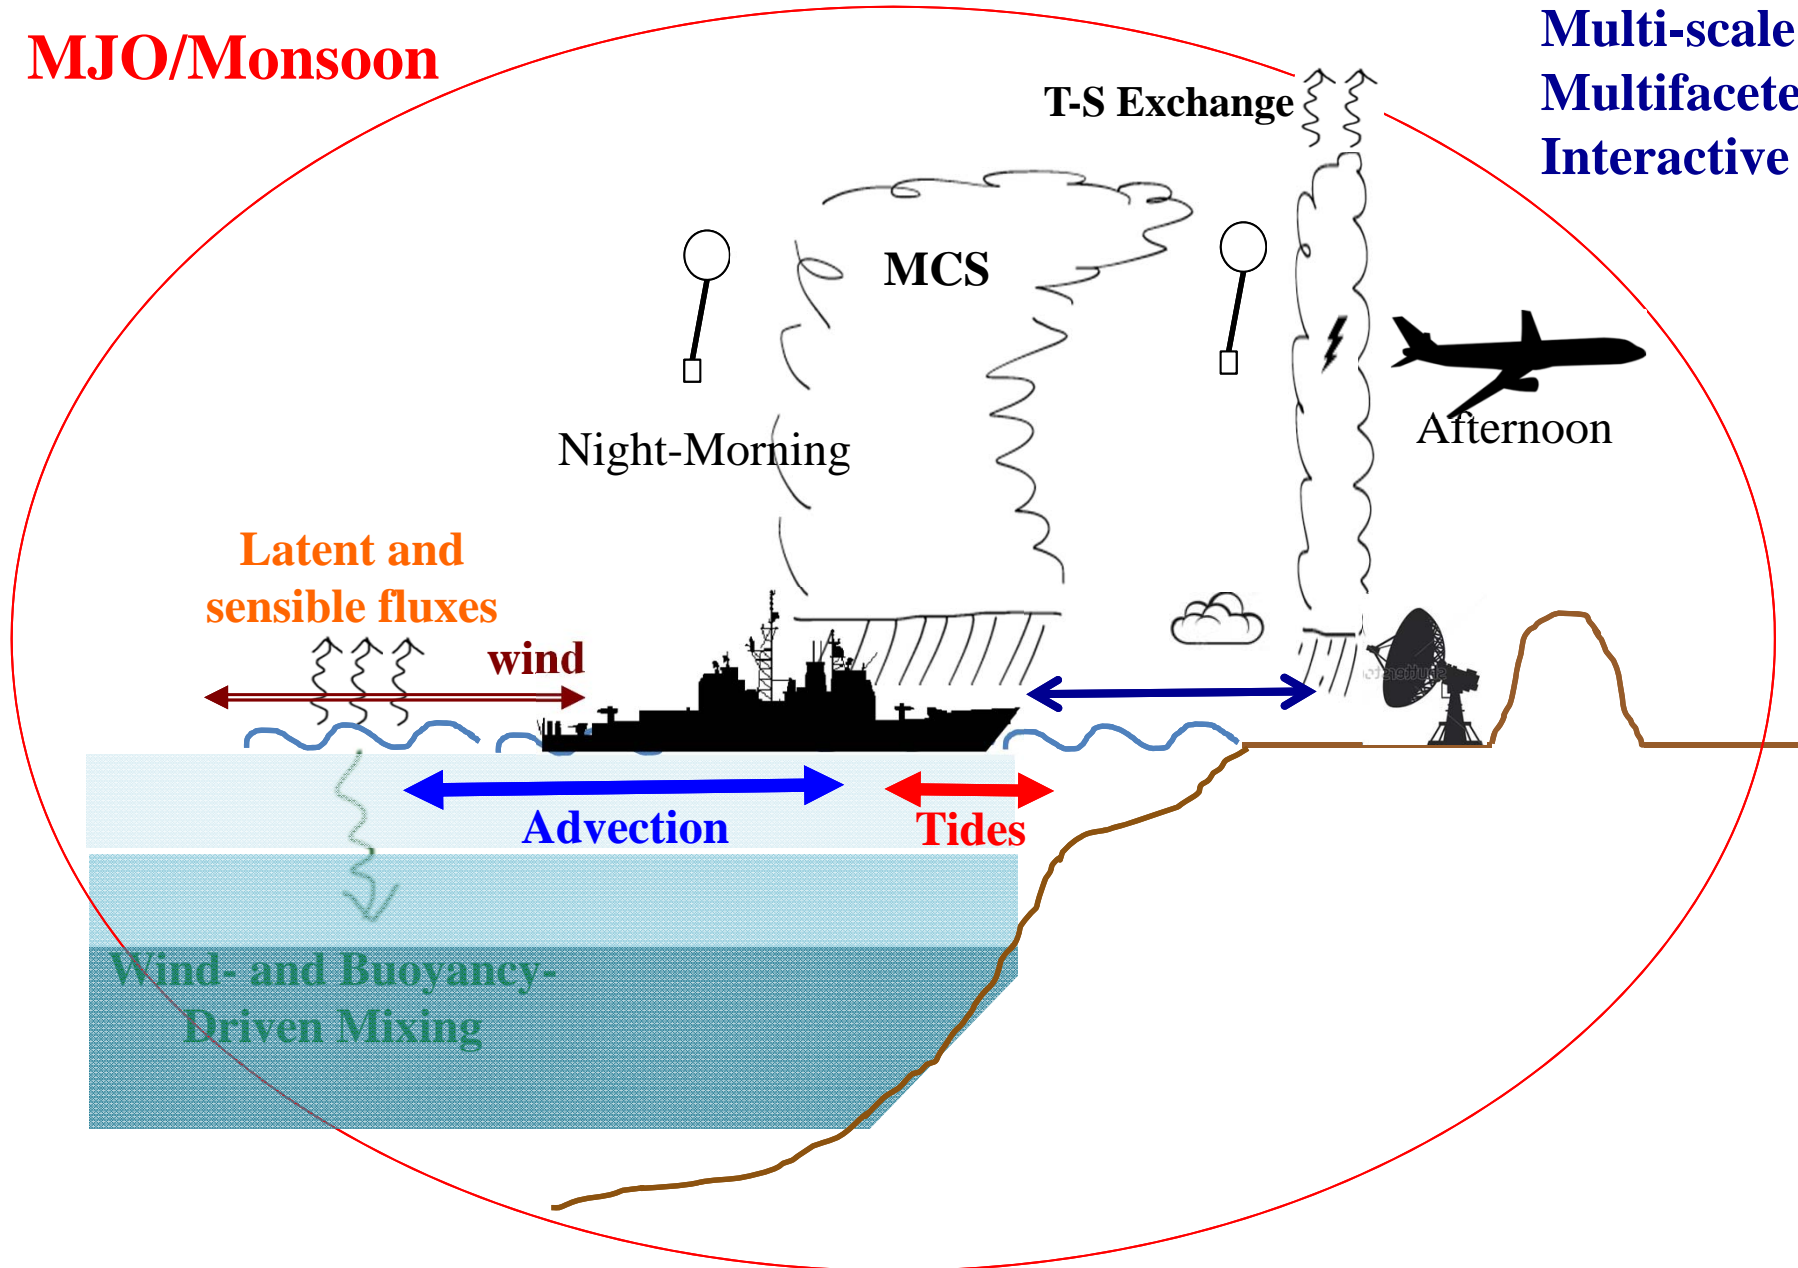 MJO/Monsoon
Multi-scale
Multifacete
Interactive
T-S Exchange
MCS
Night-Morning
Afternoon
Latent and
sensible fluxes
wind
Advection
Tides
Wind- and Buoyancy-
Driven Mixing